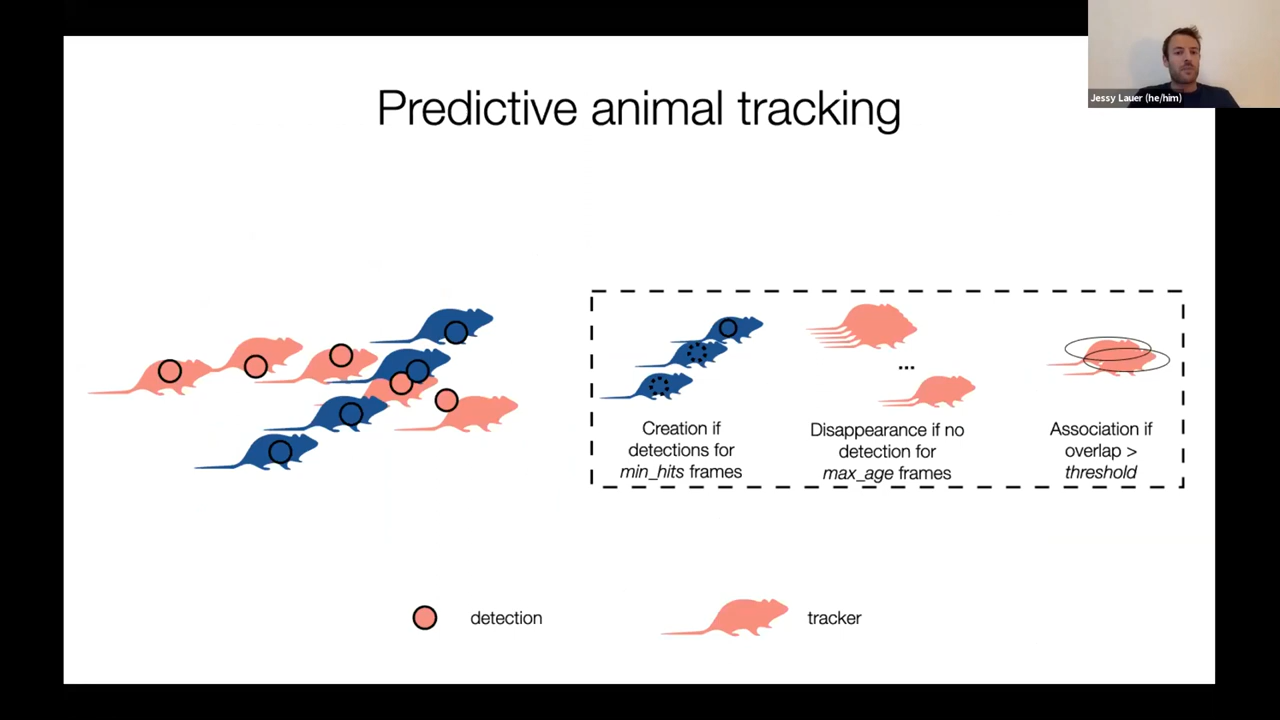 Jessy Lauer (he/him)
Predictive animal tracking
Creation if
detections for
min_hits frames
...
Disappearance if no
detection for
max_age frames
Association if
overlap >
threshold
detection
tracker